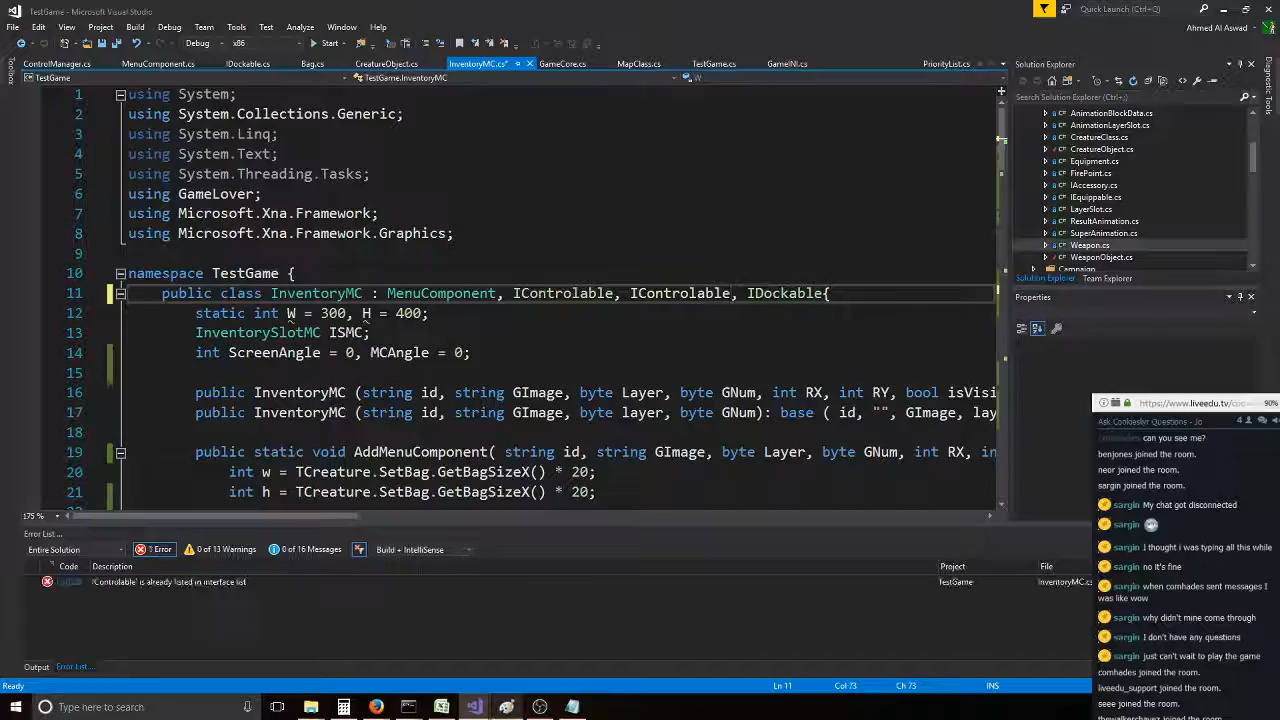 TestGame - Microsoft Visual Studio
Quick Launch (Ctrl+Q)
File Edit View Project Build Debug Team Tools Test Analyze Window Help
Ahmed Al Aswad
Debug x86 Start
ControlManager.cs MenuComponent.cs IDockable.cs Bag.cs CreatureObject.cs InventoryMC.cs* GameCore.cs MapClass.cs TestGame.cs GameINI.cs PriorityList.cs
Toolbox
TestGame TestGame.InventoryMC W
1 using System;
2 using System.Collections.Generic;
3 using System.Linq;
4 using System.Text;
5 using System.Threading.Tasks;
6 using GameLover;
7 using Microsoft.Xna.Framework;
8 using Microsoft.Xna.Framework.Graphics;
9
10 namespace TestGame {
11 public class InventoryMC : MenuComponent, IControlable, IControlable, IDockable{
12 static int W = 300, H = 400;
13 InventorySlotMC ISMC;
14 int ScreenAngle = 0, MCAngle = 0;
15
16 public InventoryMC (string id, string GImage, byte Layer, byte GNum, int RX, int RY, bool isVisi
17 public InventoryMC (string id, string GImage, byte layer, byte GNum): base ( id, "", GImage, lay
18
19 public static void AddMenuComponent( string id, string GImage, byte Layer, byte GNum, int RX, in
20 int w = TCreature.SetBag.GetBagSizeX() * 20;
21 int h = TCreature.SetBag.GetBagSizeX() * 20;
175 %
Solution Explorer
Search Solution Explorer (Ctrl+;)
AnimationBlockData.cs
AnimationLayerSlot.cs
CreatureClass.cs
CreatureObject.cs
Equipment.cs
FirePoint.cs
IAccessory.cs
IEquippable.cs
LayerSlot.cs
ResultAnimation.cs
SuperAnimation.cs
Weapon.cs
WeaponObject.cs
Campaign
Solution Explorer Team Explorer
Properties
Diagnostic Tools
Error List ...
Entire Solution 1 Error 0 of 13 Warnings 0 of 16 Messages Build + IntelliSense
Code Description Project File
'IControlable' is already listed in interface list TestGame InventoryMC.cs
Output Error List ...
Ready Ln 11 Col 73 Ch 73 INS
Type here to search
https://www.liveedu.tv/coo 90%
Ask Cookieskyr Questions - Jo 4
comhades can you see me?
benjones joined the room.
neor joined the room.
sargin joined the room.
sargin My chat got disconnected
sargin
sargin I thought i was typing all this while
sargin no it's fine
sargin when comhades sent messages I
was like wow
sargin why didn't mine come through
sargin I don't have any questions
sargin just can't wait to play the game
comhades joined the room.
liveedu_support joined the room.
seee joined the room.
thewalkerchavez joined the room.